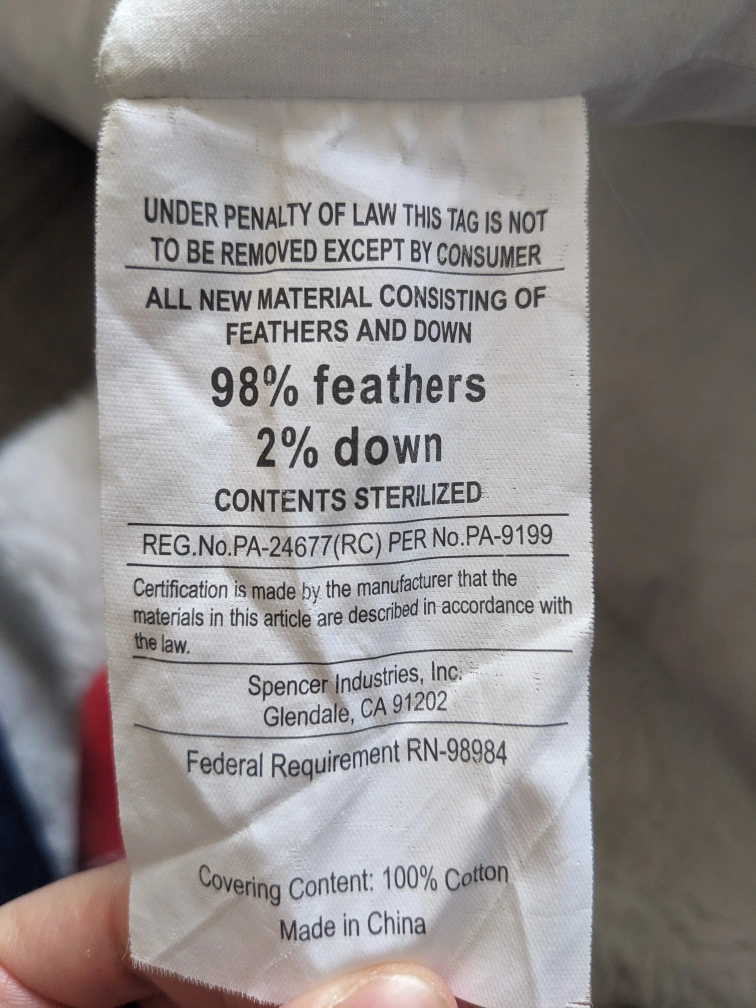 UNDER PENALTY OF LAW THIS TAG IS NOT
TO BE REMOVED EXCEPT BY CONSUMER
ALL NEW MATERIAL CONSISTING OF
FEATHERS AND DOWN
98% feathers
2% down
CONTENTS STERILIZED
REG.No.PA-24677(RC) PER No.PA-9199
Certification is made by the manufacturer that the
materials in this article are described in accordance with
the law.
Spencer Industries, Inc.
Glendale, CA 91202
Federal Requirement RN-98984
Covering Content: 100% Cotton
Made in China